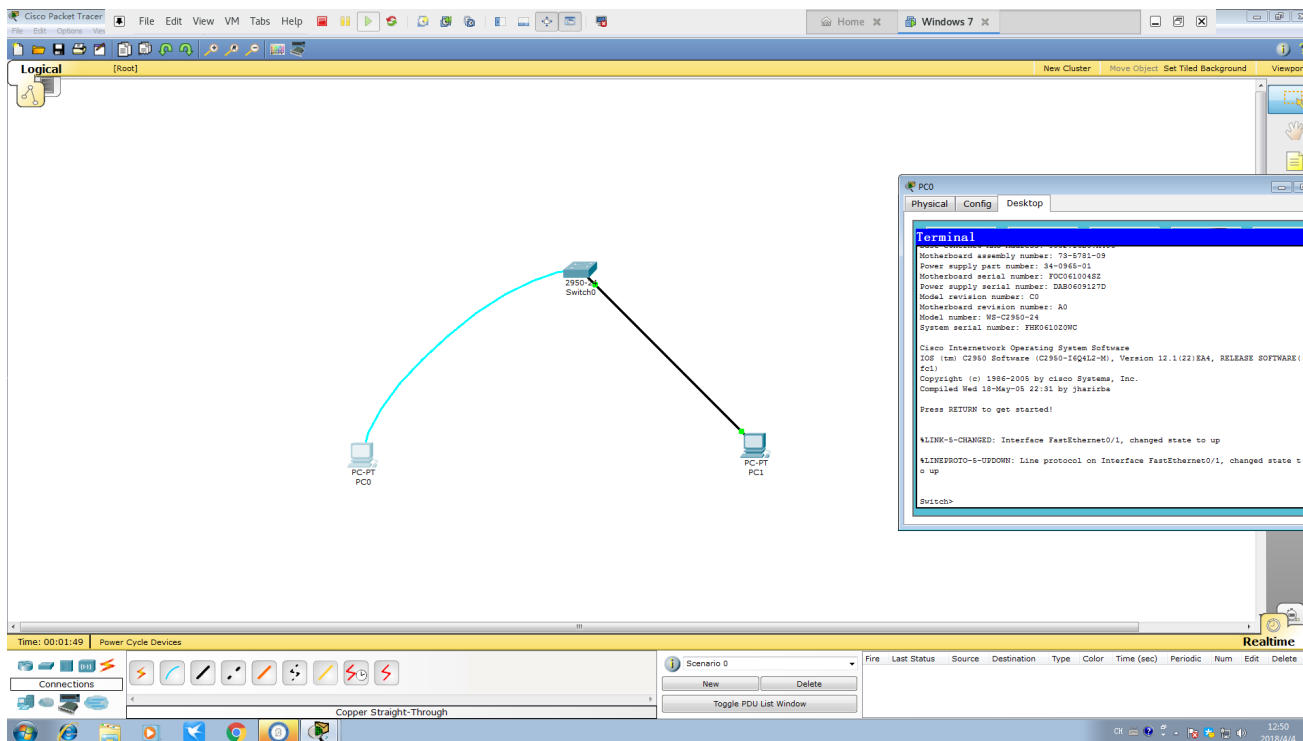 Cisco Packet Tracer
File Edit View VM Tabs Help
Home
Windows 7
File Edit Options
Logical
[Root]
New Cluster
Move Object
Set Tiled Background
Viewpor
PC0
Physical
Config
Desktop
Terminal
Motherboard assembly number: 73-5781-09
Power supply part number: 34-0965-01
Motherboard serial number: FOC061004SZ
Power supply serial number: DAB0609127D
Model revision number: C0
Motherboard revision number: A0
Model number: WS-C2950-24
System serial number: FHK0610Z0WC
Cisco Internetwork Operating System Software
IOS (tm) C2950 Software (C2950-I6Q4L2-M), Version 12.1(22)EA4, RELEASE SOFTWARE(
fc1)
Copyright (c) 1986-2005 by cisco Systems, Inc.
Compiled Wed 18-May-05 22:31 by jharirba
Press RETURN to get started!
%LINK-5-CHANGED: Interface FastEthernet0/1, changed state to up
%LINEPROTO-5-UPDOWN: Line protocol on Interface FastEthernet0/1, changed state t
o up
Switch>
2950-24
Switch0
PC-PT
PC0
PC-PT
PC1
Time: 00:01:49
Power Cycle Devices
Realtime
Connections
Copper Straight-Through
Scenario 0
New
Delete
Toggle PDU List Window
Fire Last Status Source Destination Type Color Time (sec) Periodic Num Edit Delete
CH
12:50
2018/4/4